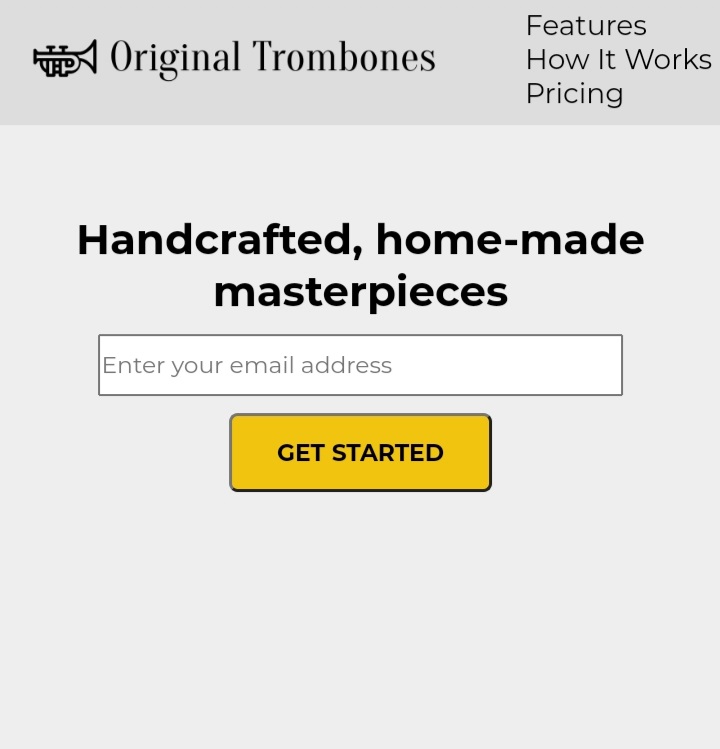 Original Trombones
Features
How It Works
Pricing
Handcrafted, home-made
masterpieces
Enter your email address
GET STARTED